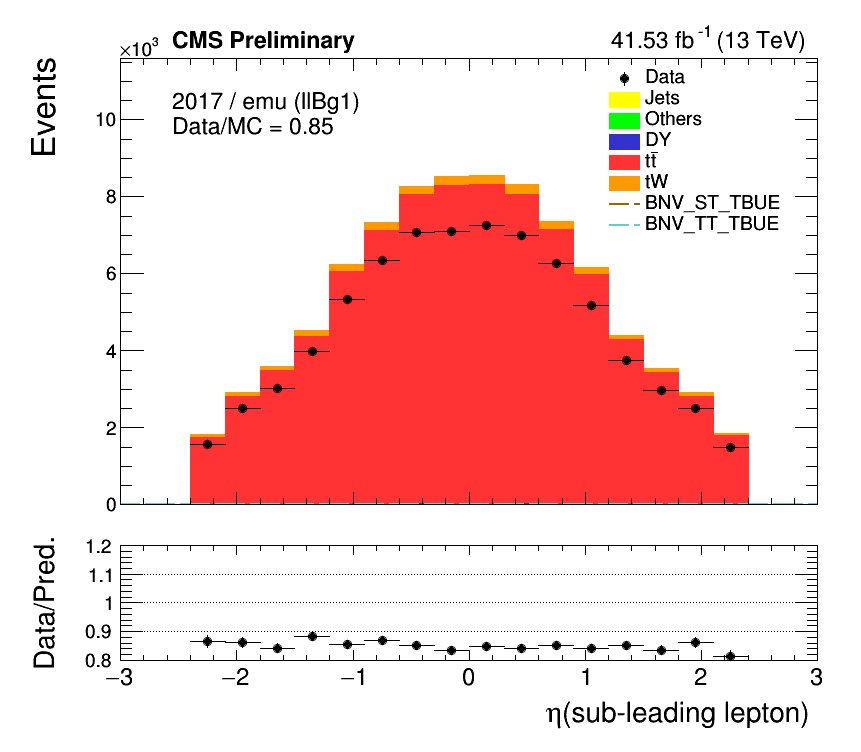 ×10³ CMS Preliminary 41.53 fb⁻¹ (13 TeV)
Events
2017 / emu (llBg1)
Data/MC = 0.85
Data
Jets
Others
DY
tt̄
tW
BNV_ST_TBUE
BNV_TT_TBUE
10
8
6
4
2
0
Data/Pred.
1.2
1.1
1
0.9
0.8
−3 −2 −1 0 1 2 3
η(sub-leading lepton)